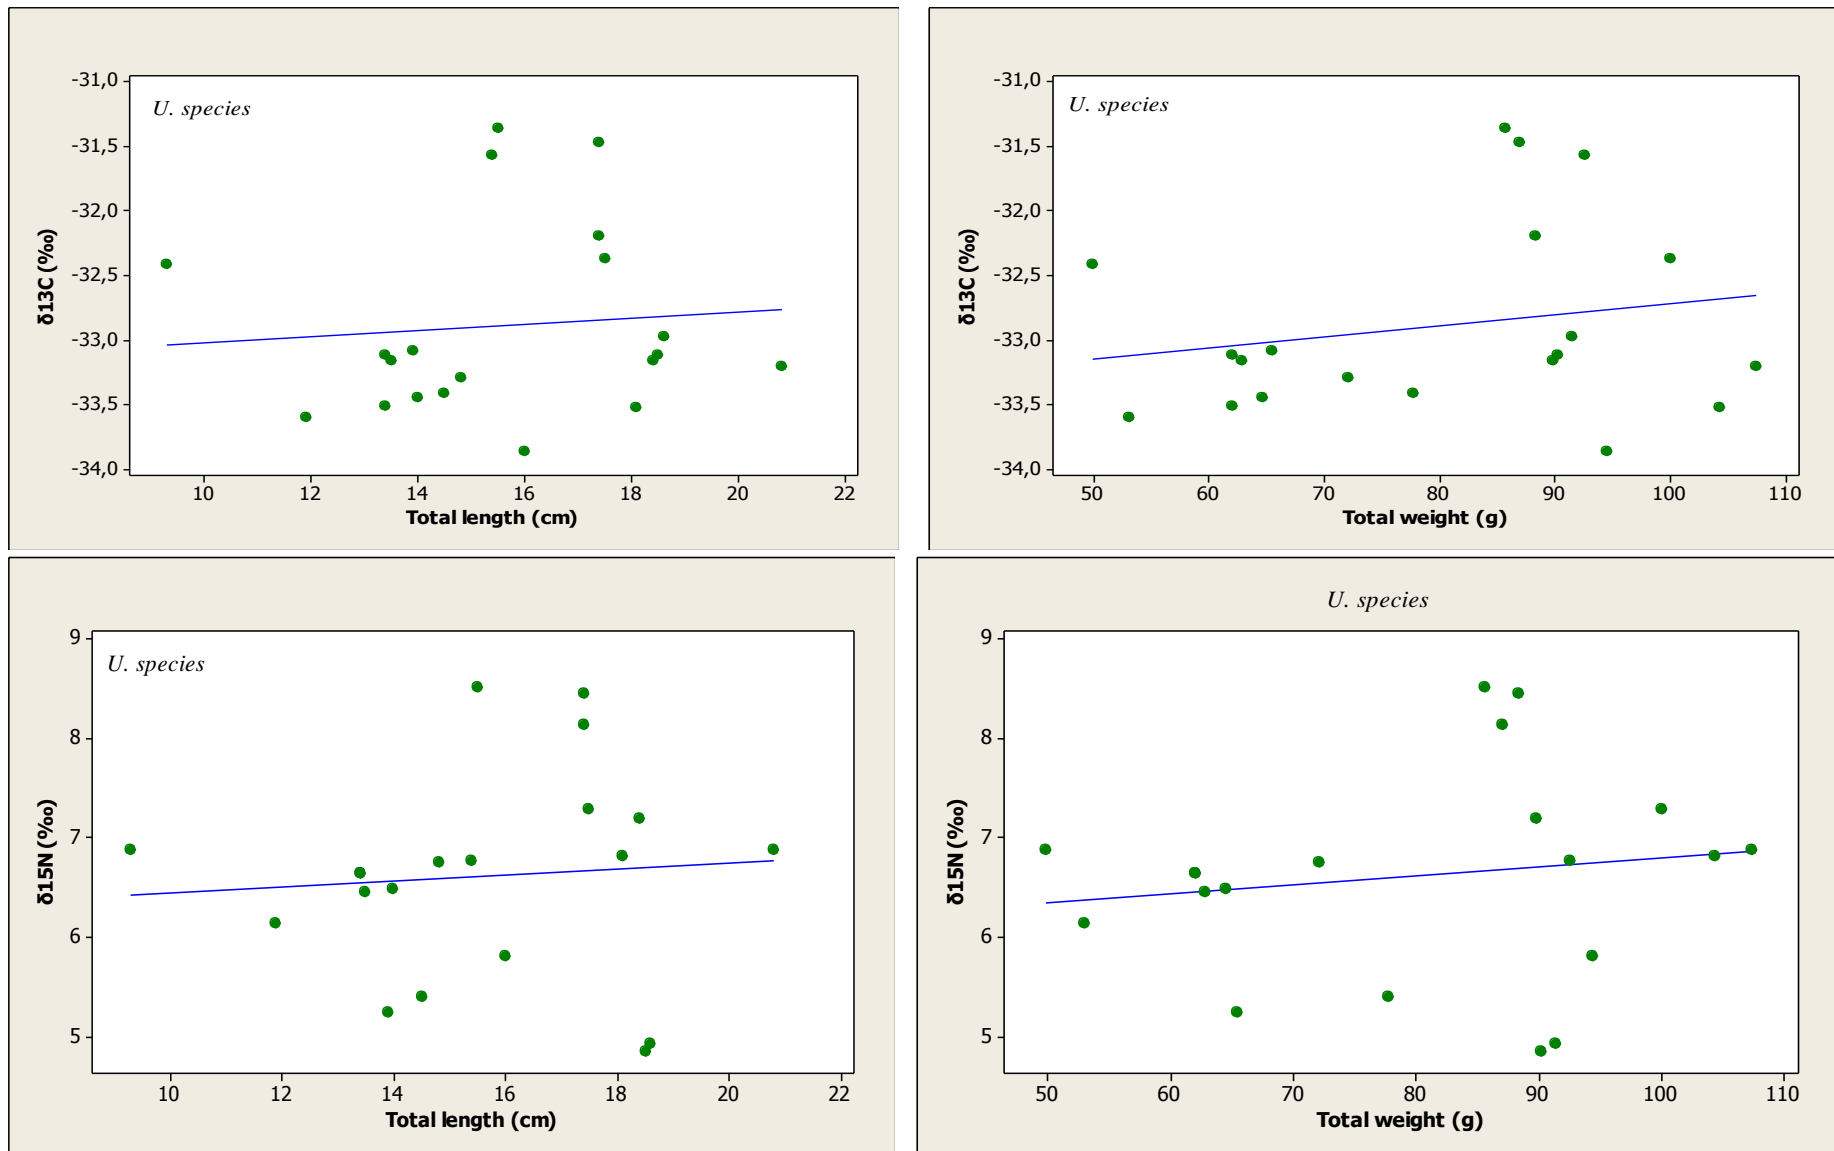 U. species
-31,0
-31,5
-32,0
-32,5
-33,0
-33,5
-34,0
δ13C (‰)
10 12 14 16 18 20 22
Total length (cm)
U. species
-31,0
-31,5
-32,0
-32,5
-33,0
-33,5
-34,0
δ13C (‰)
50 60 70 80 90 100 110
Total weight (g)
U. species
9
8
7
6
5
δ15N (‰)
10 12 14 16 18 20 22
Total length (cm)
U. species
9
8
7
6
5
δ15N (‰)
50 60 70 80 90 100 110
Total weight (g)